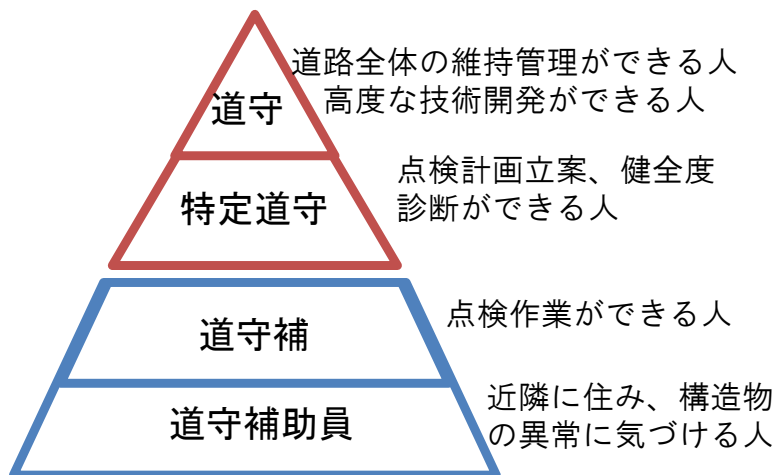 道守
道路全体の維持管理ができる人
高度な技術開発ができる人
特定道守
点検計画立案、健全度
診断ができる人
道守補
点検作業ができる人
道守補助員
近隣に住み、構造物
の異常に気づける人